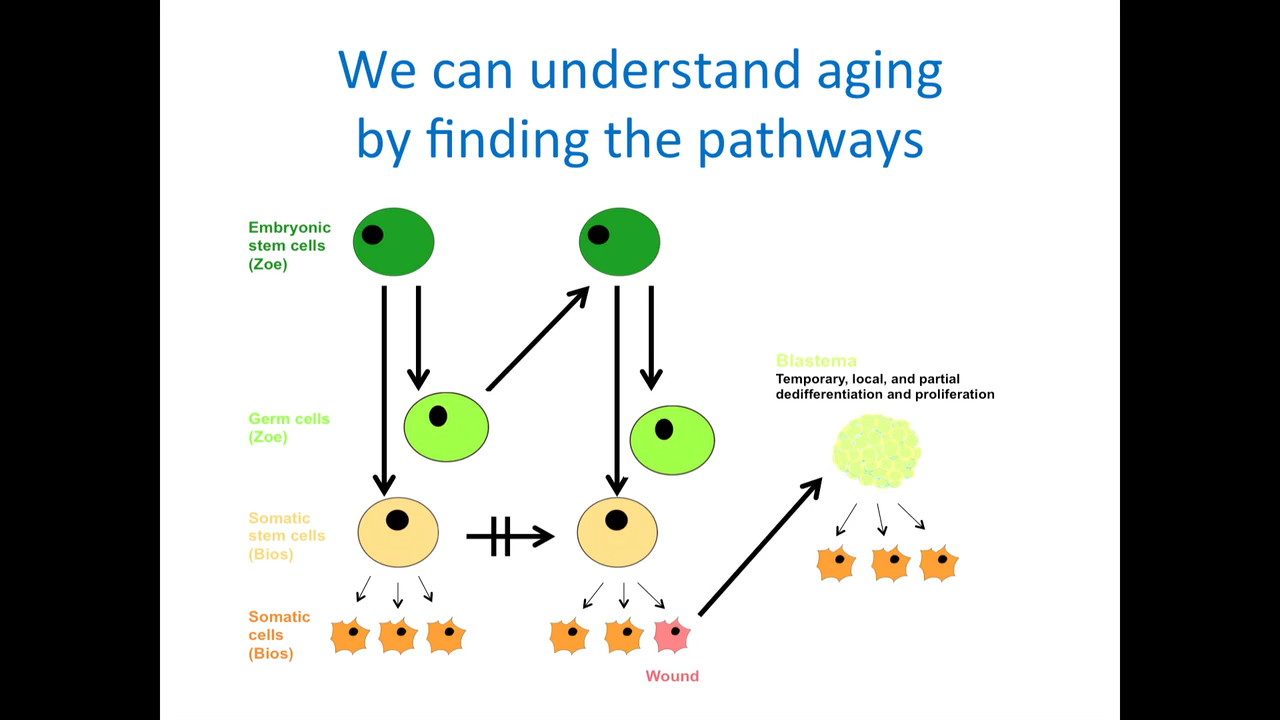 We can understand aging
by finding the pathways
Embryonic
stem cells
(Zoe)
Blastema
Temporary, local, and partial
dedifferentiation and proliferation
Germ cells
(Zoe)
Somatic
stem cells
(Bios)
Somatic
cells
(Bios)
Wound